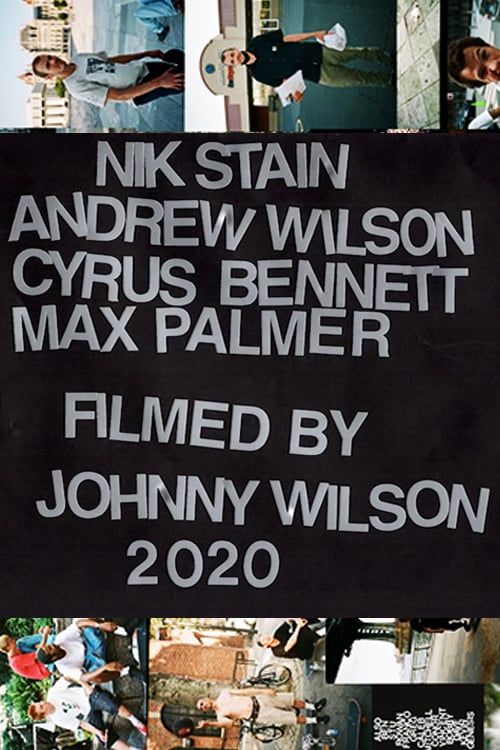 NIK STAIN
ANDREW WILSON
CYRUS BENNETT
MAX PALMER
FILMED BY
JOHNNY WILSON
2020